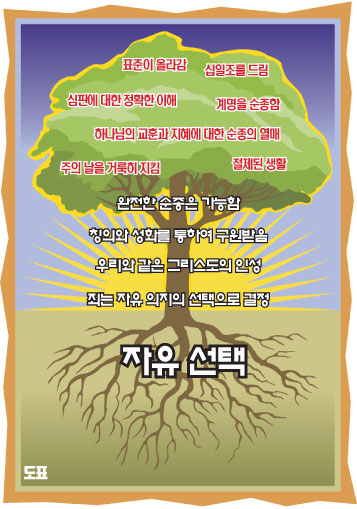 표준이 올라감
십일조를 드림
심판에 대한 정확한 이해
계명을 순종함
하나님의 교훈과 지혜에 대한 순종의 열매
주의 날을 거룩히 지킴
절제된 생활
완전한 순종은 가능함
칭의와 성화를 통하여 구원받음
우리와 같은 그리스도의 인성
죄는 자유 의지의 선택으로 결정
자유 선택
도표